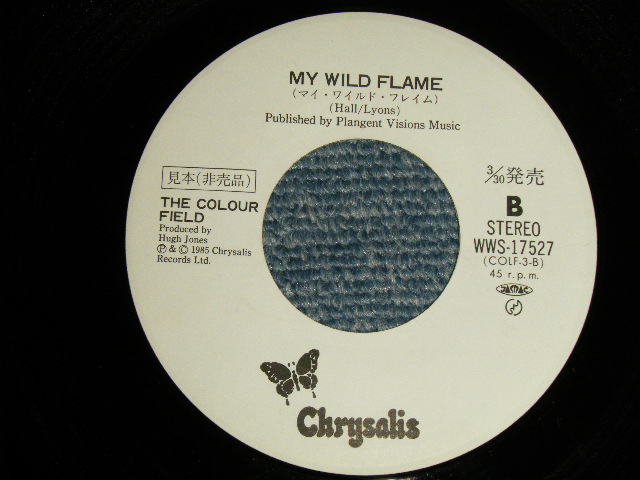 MY WILD FLAME
(マイ・ワイルド・フレイム)
(Hall/Lyons)
Published by Plangent Visions Music
見本(非売品)
THE COLOUR
FIELD
Produced by
Hugh Jones
Ⓟ & © 1985 Chrysalis
Records Ltd.
3/30発売
B
STEREO
WWS-17527
(COLF-3-B)
45 r.p.m.
JASRAC
Chrysalis